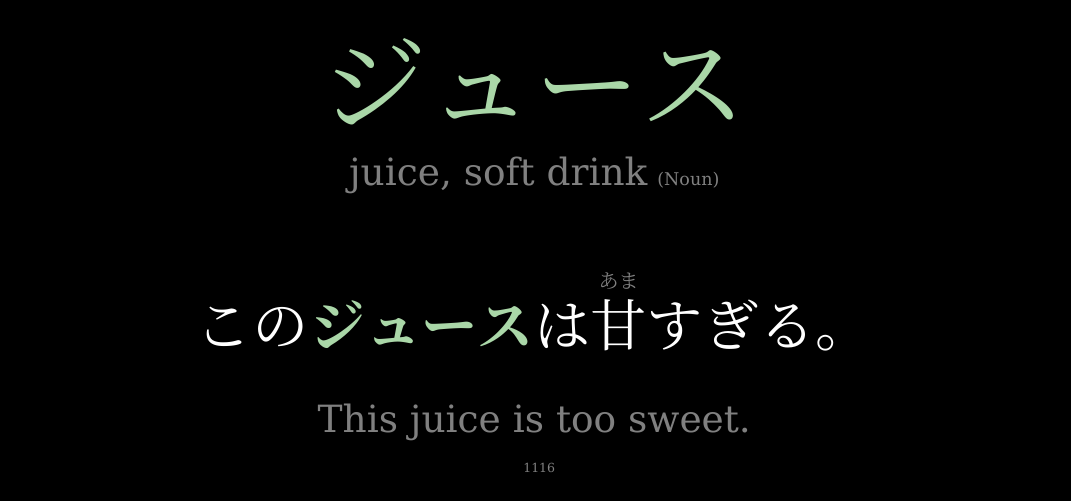 ジュース
juice, soft drink (Noun)
あま
このジュースは甘すぎる。
This juice is too sweet.
1116